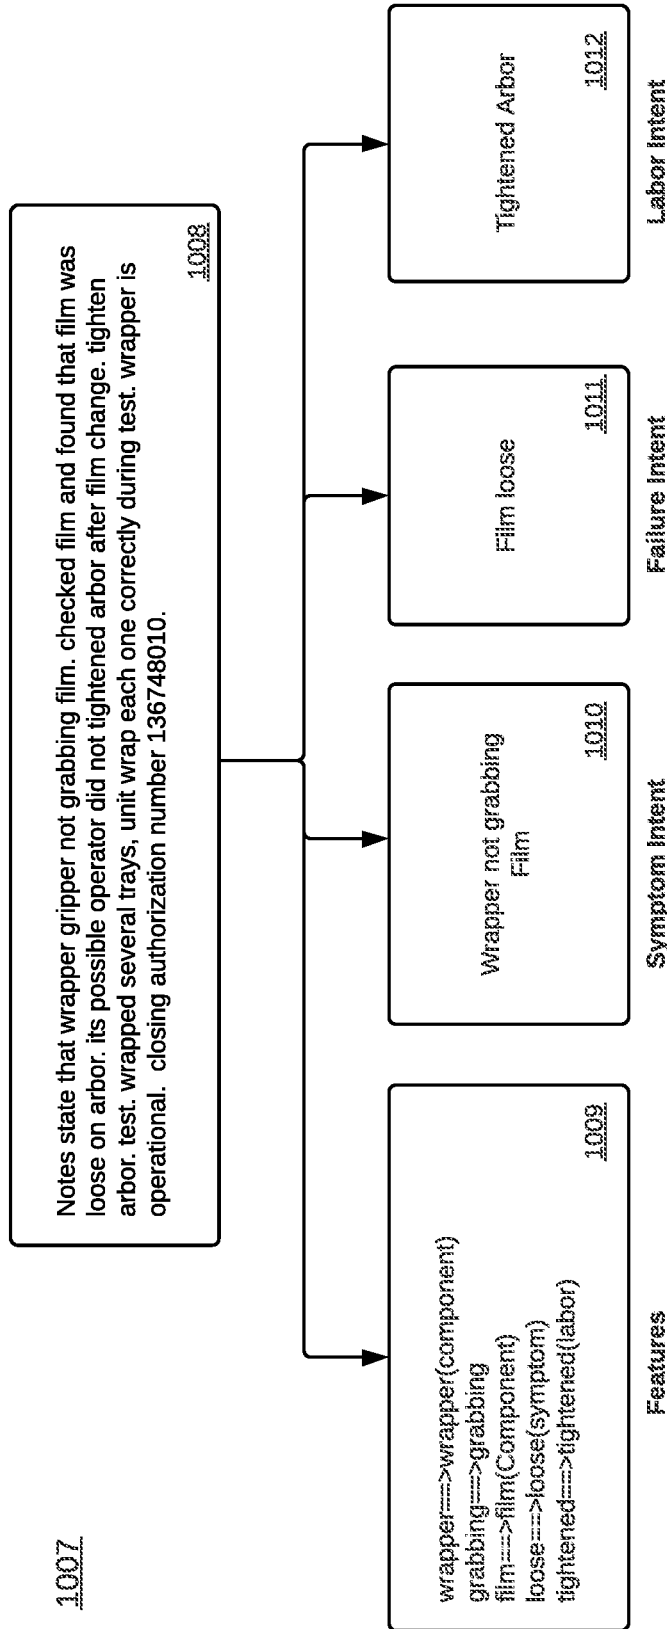 1007
Notes state that wrapper gripper not grabbing film. checked film and found that film was
loose on arbor. its possible operator did not tightened arbor after film change. tighten
arbor. test. wrapped several trays, unit wrap each one correctly during test. wrapper is
operational. closing authorization number 136748010.
1008
wrapper==>wrapper(component)
grabbing==>grabbing
film==>film(Component)
loose==>loose(symptom)
tightened==>tightened(labor)
1009
Features
Wrapper not grabbing
Film
1010
Symptom Intent
Film loose
1011
Failure Intent
Tightened Arbor
1012
Labor Intent